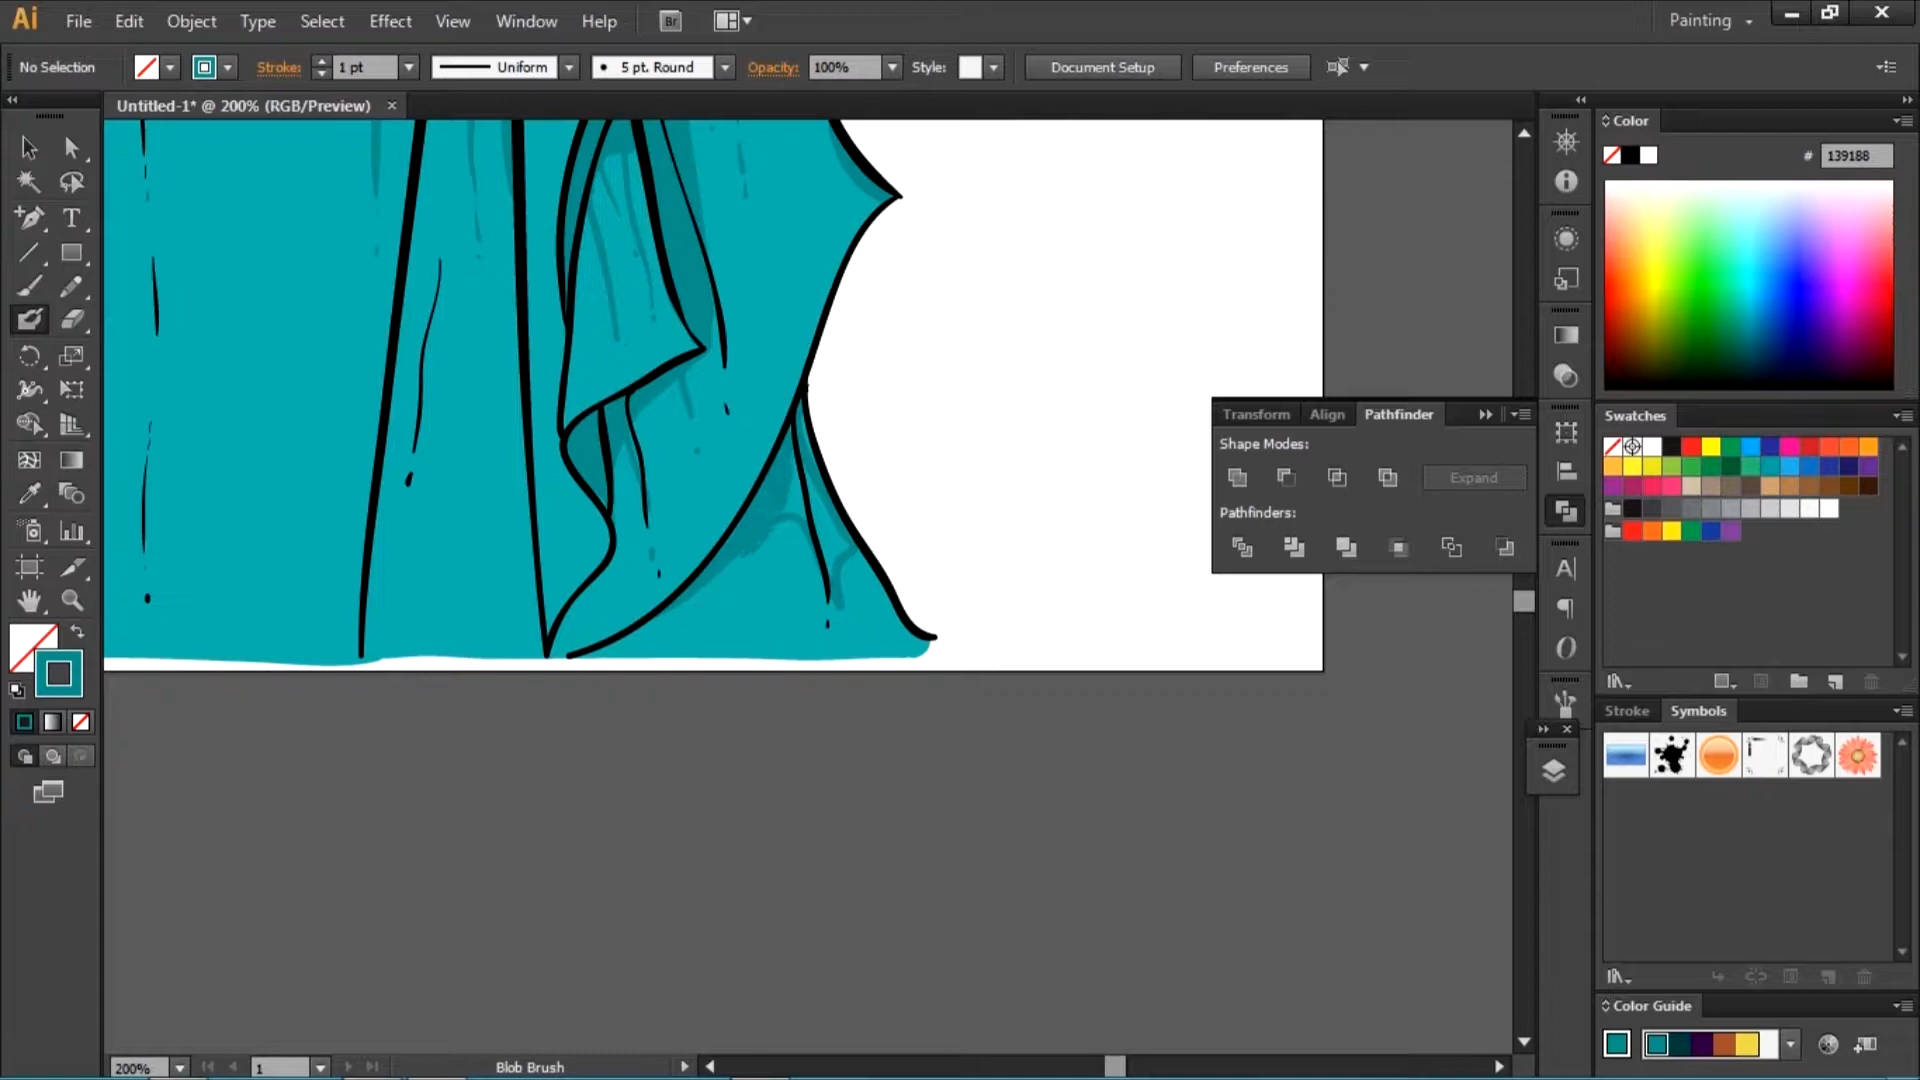 Ai File Edit Object Type Select Effect View Window Help Br Painting
No Selection Stroke: 1 pt Uniform 5 pt. Round Opacity: 100% Style: Document Setup Preferences
Untitled-1* @ 200% (RGB/Preview)
Color
# 139188
Transform Align Pathfinder
Shape Modes:
Expand
Pathfinders:
Swatches
Stroke Symbols
Color Guide
200% 1 Blob Brush